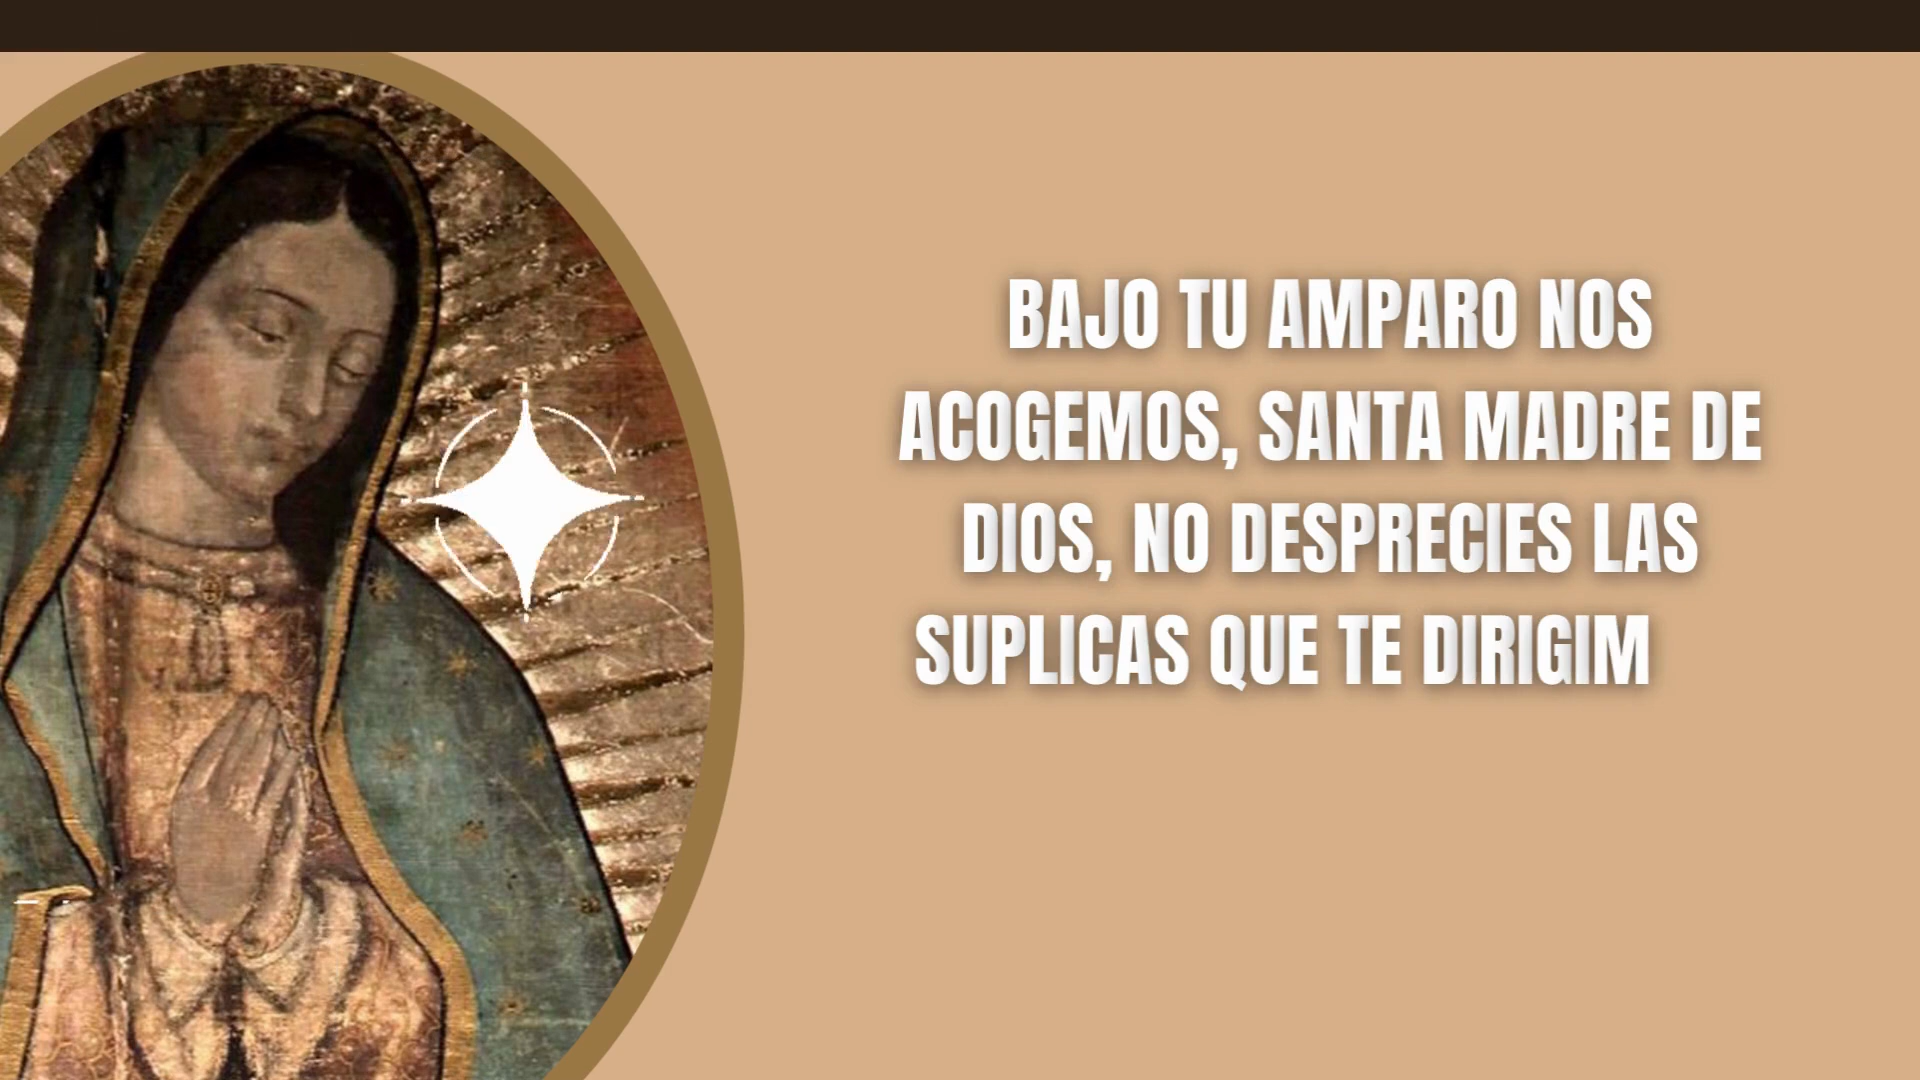 BAJO TU AMPARO NOS
ACOGEMOS, SANTA MADRE DE
DIOS, NO DESPRECIES LAS
SUPLICAS QUE TE DIRIGIM